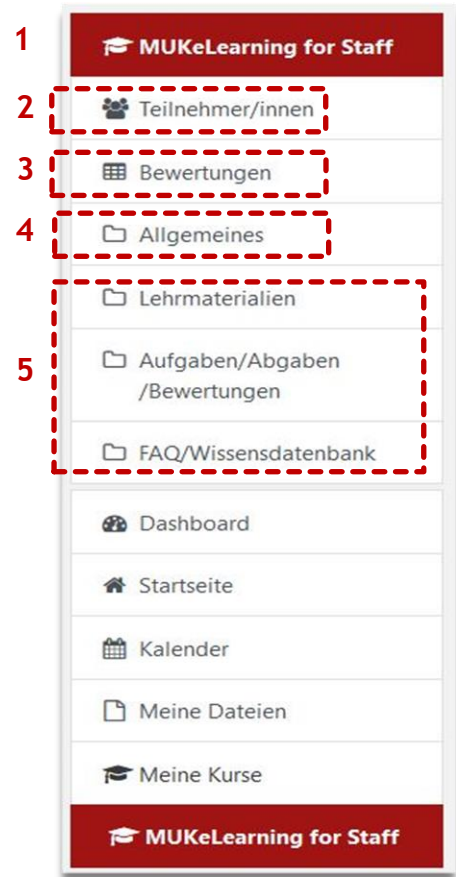 1 MUKeLearning for Staff
2 Teilnehmer/innen
3 Bewertungen
4 Allgemeines
Lehrmaterialien
5 Aufgaben/Abgaben
/Bewertungen
FAQ/Wissensdatenbank
Dashboard
Startseite
Kalender
Meine Dateien
Meine Kurse
MUKeLearning for Staff